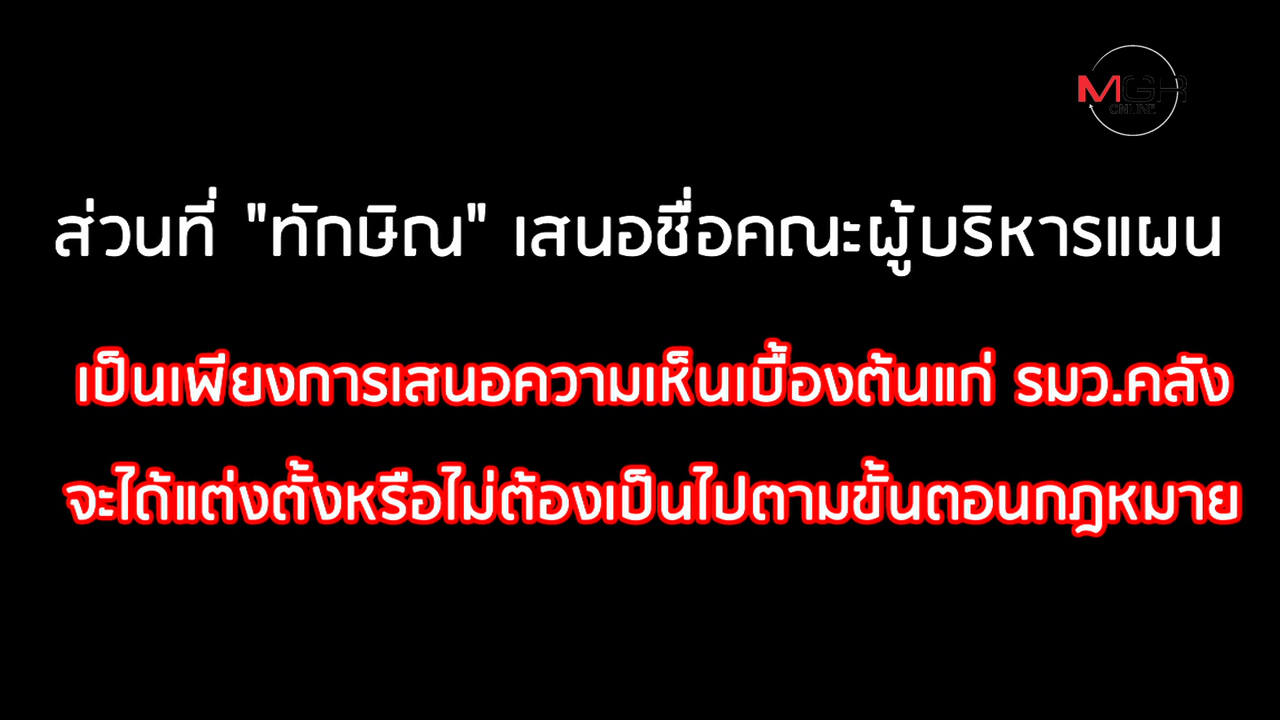 MGR
ONLINE
ส่วนที่ "ทักษิณ" เสนอชื่อคณะผู้บริหารแผน
เป็นเพียงการเสนอความเห็นเบื้องต้นแก่ รมว.คลัง
จะได้แต่งตั้งหรือไม่ต้องเป็นไปตามขั้นตอนกฎหมาย